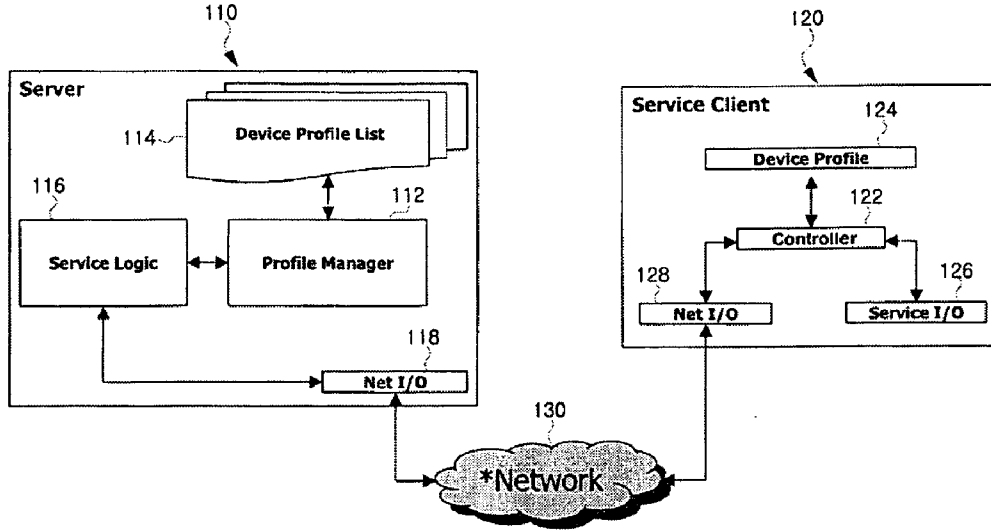 110
120
Server
Service Client
114
Device Profile List
124
Device Profile
116
112
122
Service Logic
Profile Manager
Controller
128
126
Net I/O
Service I/O
118
Net I/O
130
*Network